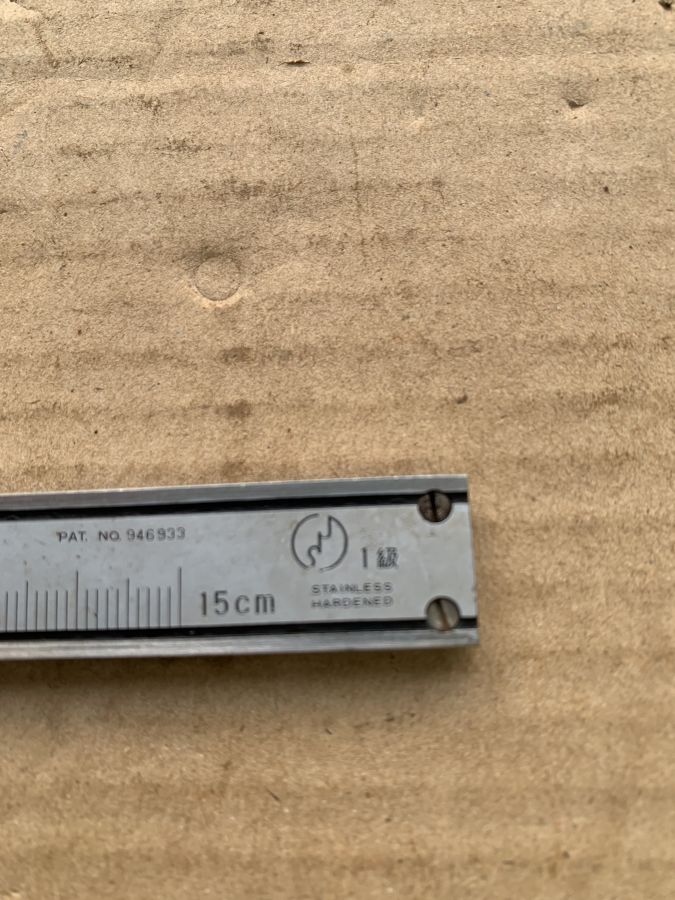 PAT. NO. 946933
1級
15cm
STAINLESS
HARDENED